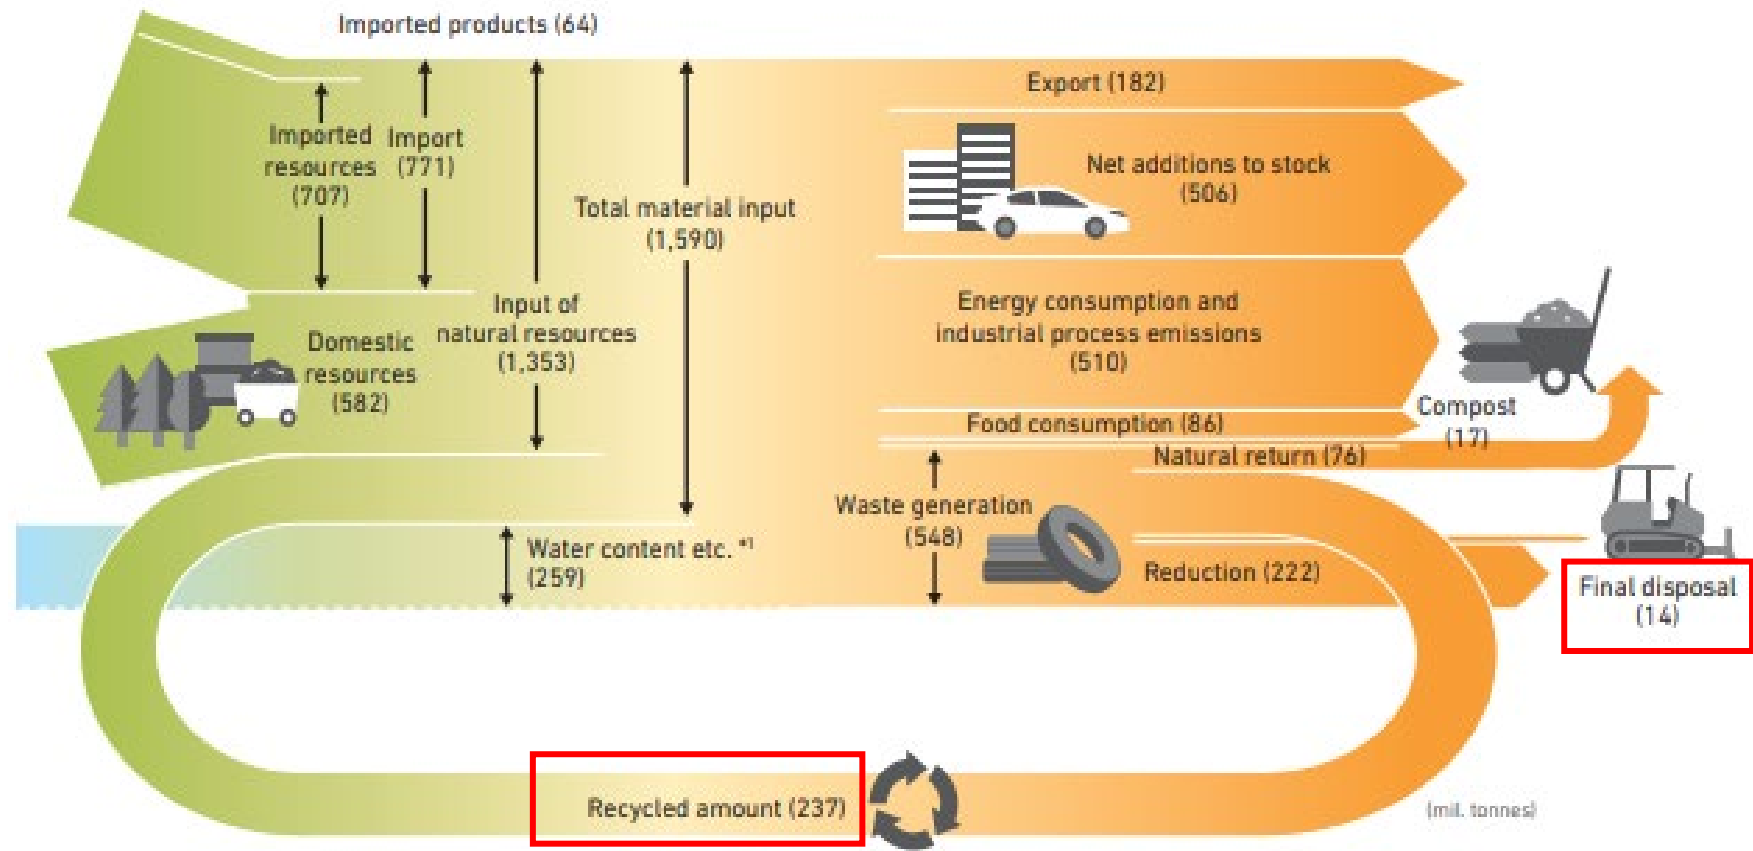 Imported products (64)
Imported
resources
(707)
Import
(771)
Total material input
(1,590)
Input of
natural resources
(1,353)
Domestic
resources
(582)
Water content etc. *1
(259)
Export (182)
Net additions to stock
(506)
Energy consumption and
industrial process emissions
(510)
Food consumption (86)
Compost
(17)
Natural return (76)
Waste generation
(548)
Reduction (222)
Final disposal
(14)
Recycled amount (237)
(mil. tonnes)